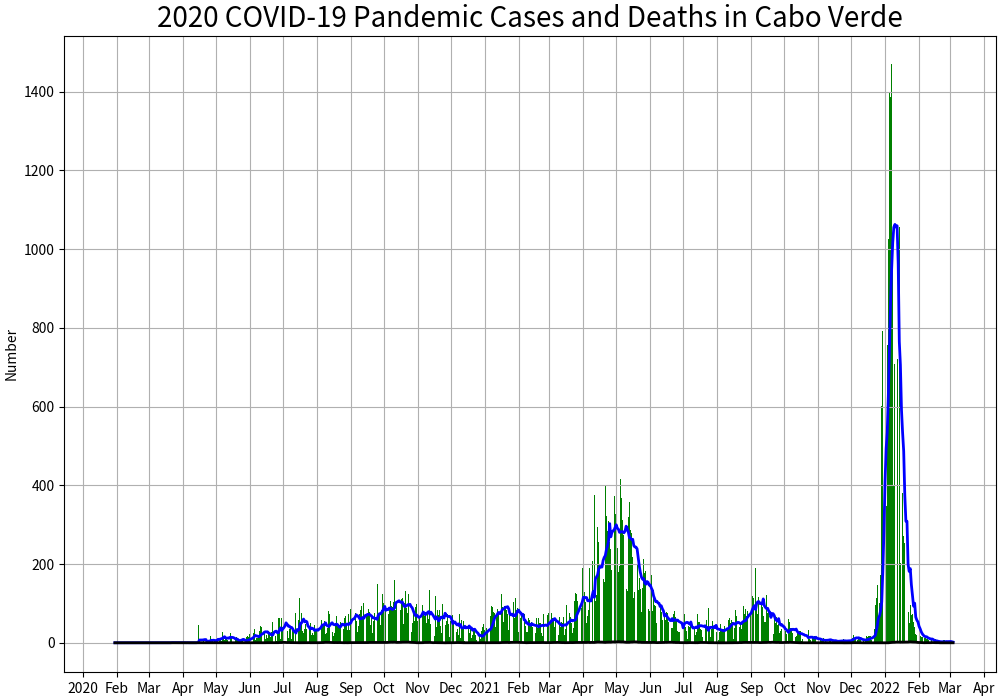 2020 COVID-19 Pandemic Cases and Deaths in Cabo Verde
1400
1200
1000
800
600
400
200
0
Number
2020 Feb Mar Apr May Jun Jul Aug Sep Oct Nov Dec 2021 Feb Mar Apr May Jun Jul Aug Sep Oct Nov Dec 2022 Feb Mar Apr